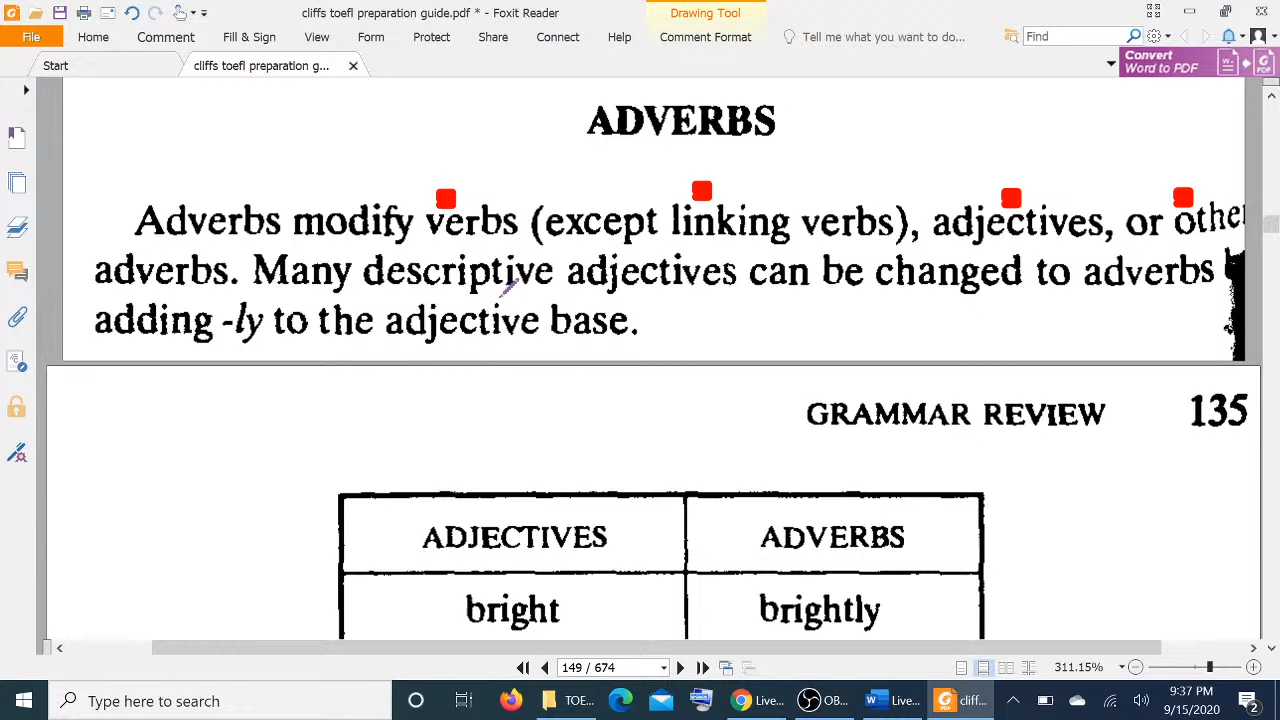 cliffs toefl preparation guide.pdf * - Foxit Reader
Drawing Tool
File Home Comment Fill & Sign View Form Protect Share Connect Help Comment Format Tell me what you want to do... Find
Start cliffs toefl preparation g...
Convert
Word to PDF
ADVERBS
Adverbs modify verbs (except linking verbs), adjectives, or other
adverbs. Many descriptive adjectives can be changed to adverbs
adding -ly to the adjective base.
GRAMMAR REVIEW 135
ADJECTIVES ADVERBS
bright brightly
149 / 674
311.15%
Type here to search
TOE...
Live...
OB...
Live...
cliff...
9:37 PM
9/15/2020
2